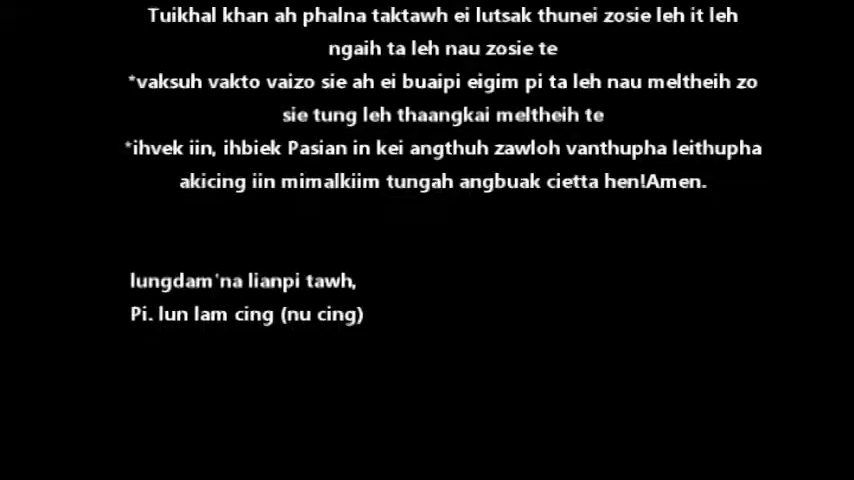 Tuikhal khan ah phalna taktawh ei lutsak thunei zosie leh it leh
ngaih ta leh nau zosie te
*vaksuh vakto vaizo sie ah ei buaipi eigim pi ta leh nau meltheih zo
sie tung leh thaangkai meltheih te
*ihvek iin, ihbiek Pasian in kei angthuh zawloh vanthupha leithupha
akicing iin mimalkiim tungah angbuak cietta hen!Amen.
lungdam'na lianpi tawh,
Pi. lun lam cing (nu cing)